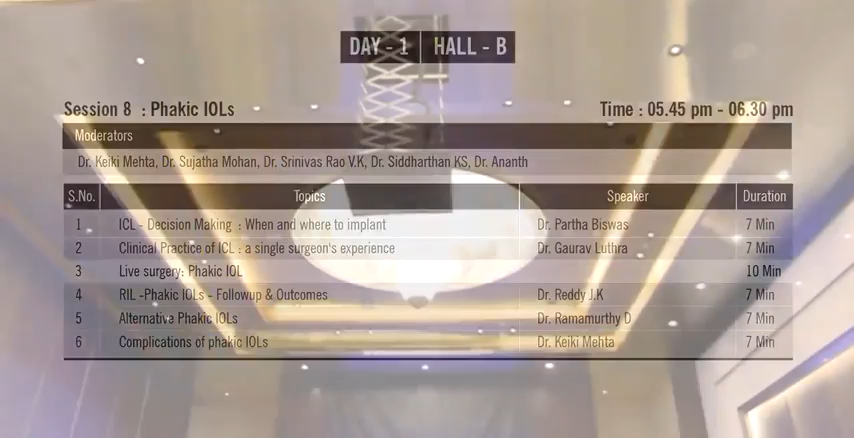 DAY - 1 HALL - B
Session 8 : Phakic IOLs Time : 05.45 pm - 06.30 pm
Moderators
Dr. Keiki Mehta, Dr. Sujatha Mohan, Dr. Srinivas Rao V.K, Dr. Siddharthan KS, Dr. Ananth
S.No. Topics Speaker Duration
1 ICL - Decision Making : When and where to implant Dr. Partha Biswas 7 Min
2 Clinical Practice of ICL : a single surgeon's experience Dr. Gaurav Luthra 7 Min
3 Live surgery: Phakic IOL 10 Min
4 RIL -Phakic IOLs - Followup & Outcomes Dr. Reddy J.K 7 Min
5 Alternative Phakic IOLs Dr. Ramamurthy D 7 Min
6 Complications of phakic IOLs Dr. Keiki Mehta 7 Min